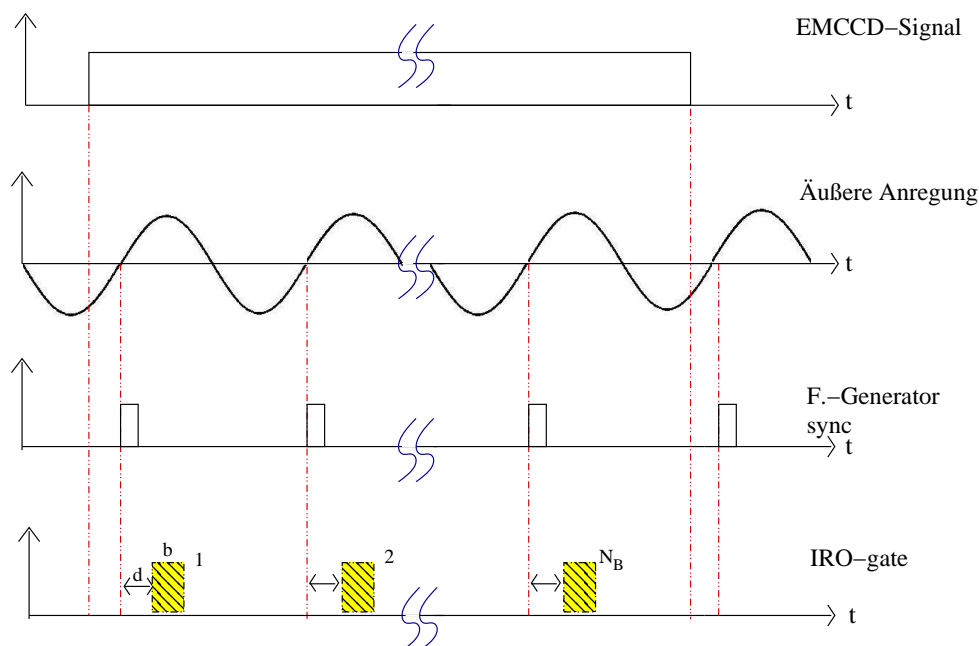 EMCCD−Signal
t
Äußere Anregung
t
F.−Generator
sync
t
b
1
2
N_B
IRO−gate
d
t